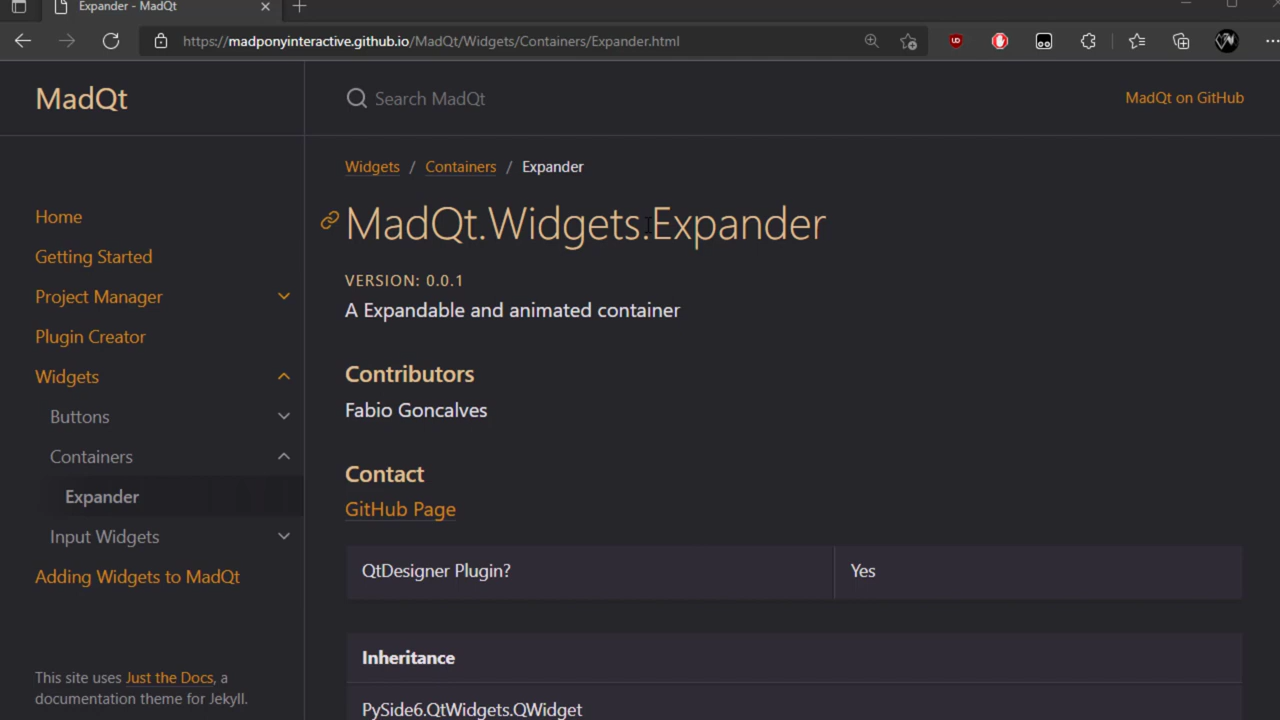 Expander - MadQt
https://madponyinteractive.github.io/MadQt/Widgets/Containers/Expander.html
MadQt
Search MadQt
MadQt on GitHub
Home
Getting Started
Project Manager
Plugin Creator
Widgets
Buttons
Containers
Expander
Input Widgets
Adding Widgets to MadQt
This site uses Just the Docs, a
documentation theme for Jekyll.
Widgets / Containers / Expander
MadQt.Widgets.Expander
VERSION: 0.0.1
A Expandable and animated container
Contributors
Fabio Goncalves
Contact
GitHub Page
QtDesigner Plugin? Yes
Inheritance
PySide6.QtWidgets.QWidget